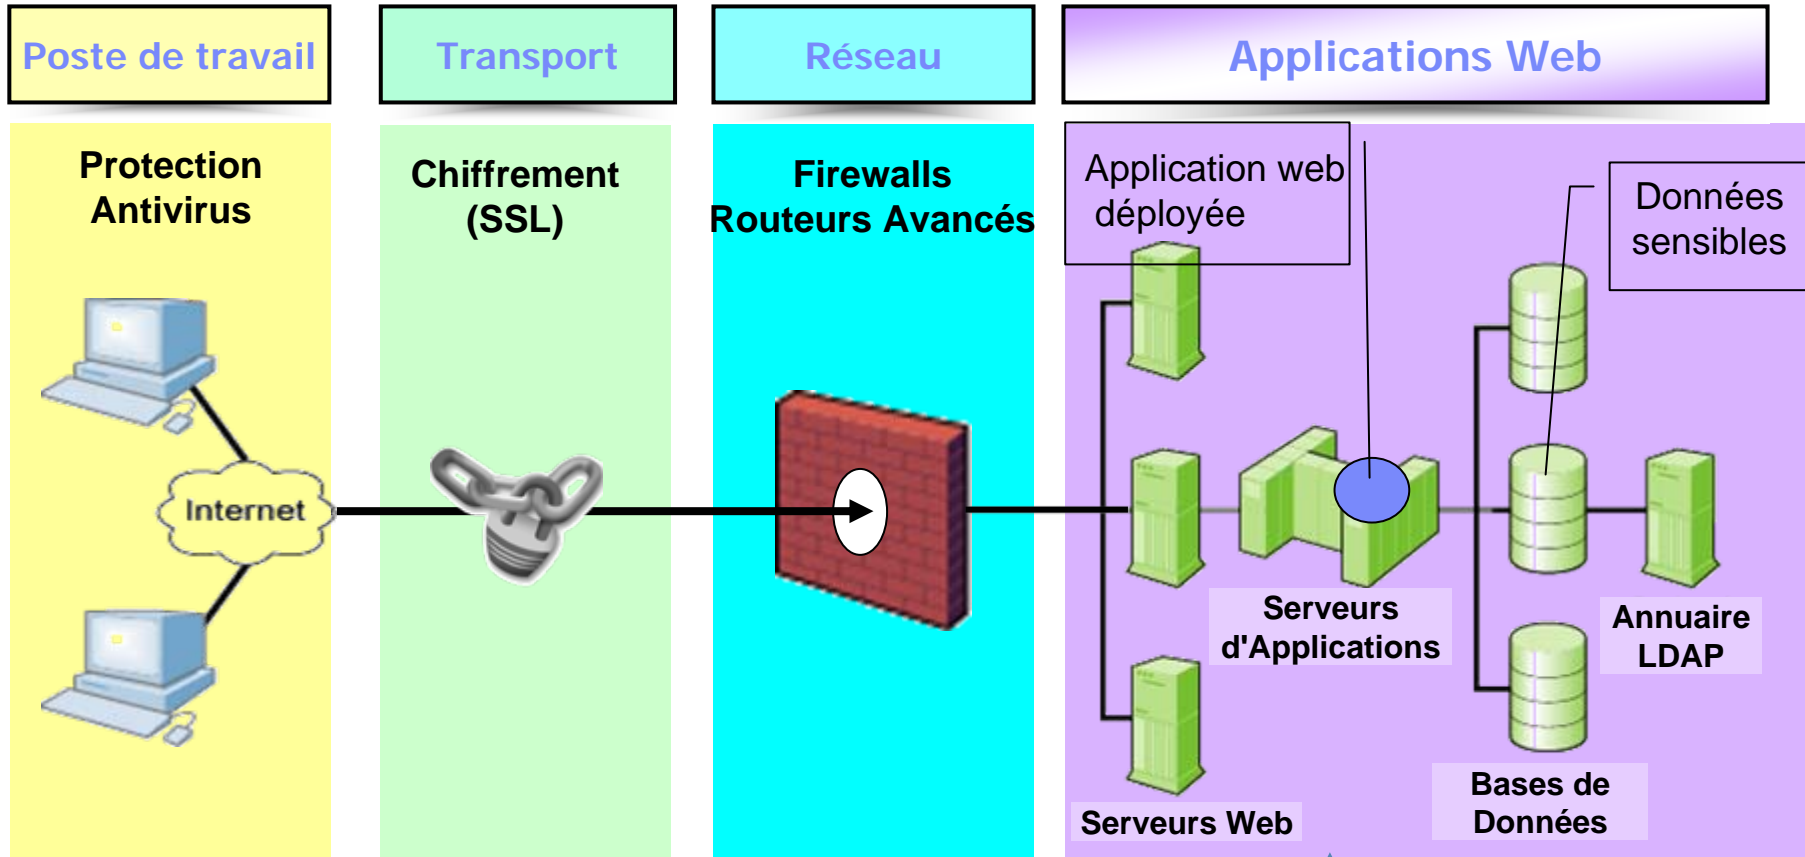 Poste de travail
Transport
Réseau
Applications Web
Protection
Antivirus
Chiffrement
(SSL)
Firewalls
Routeurs Avancés
Application web
déployée
Données
sensibles
Internet
Serveurs
d'Applications
Annuaire
LDAP
Serveurs Web
Bases de
Données